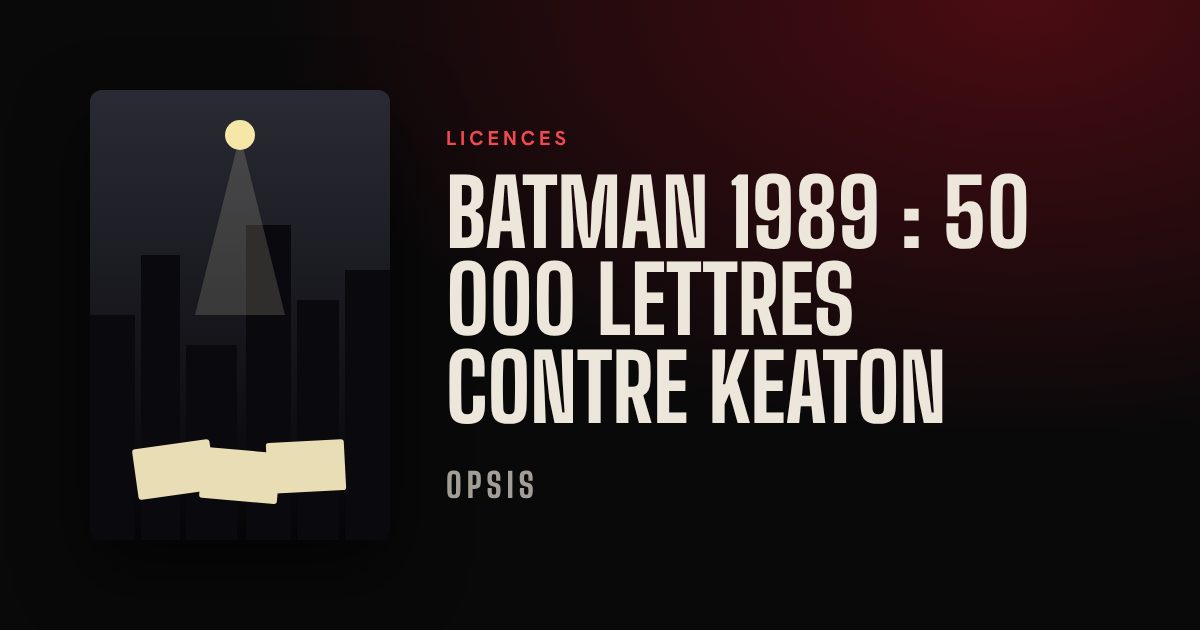 LICENCES
BATMAN 1989 : 50
000 LETTRES
CONTRE KEATON
OPSIS